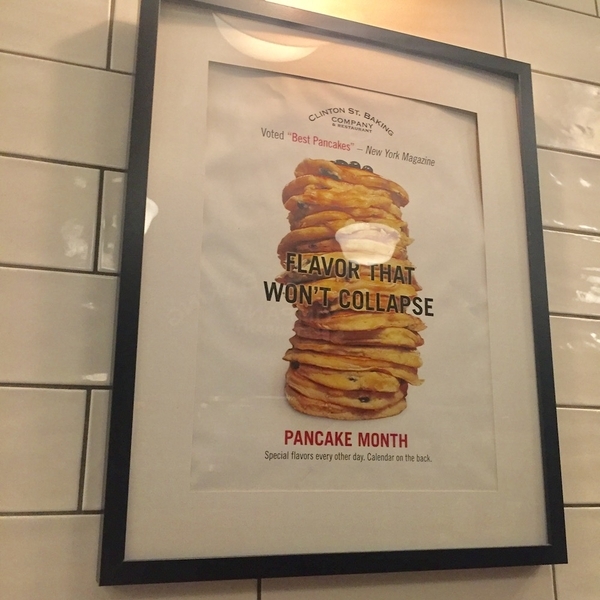 CLINTON ST. BAKING
COMPANY
& RESTAURANT
Voted "Best Pancakes" – New York Magazine
FLAVOR THAT
WON'T COLLAPSE
PANCAKE MONTH
Special flavors every other day. Calendar on the back.